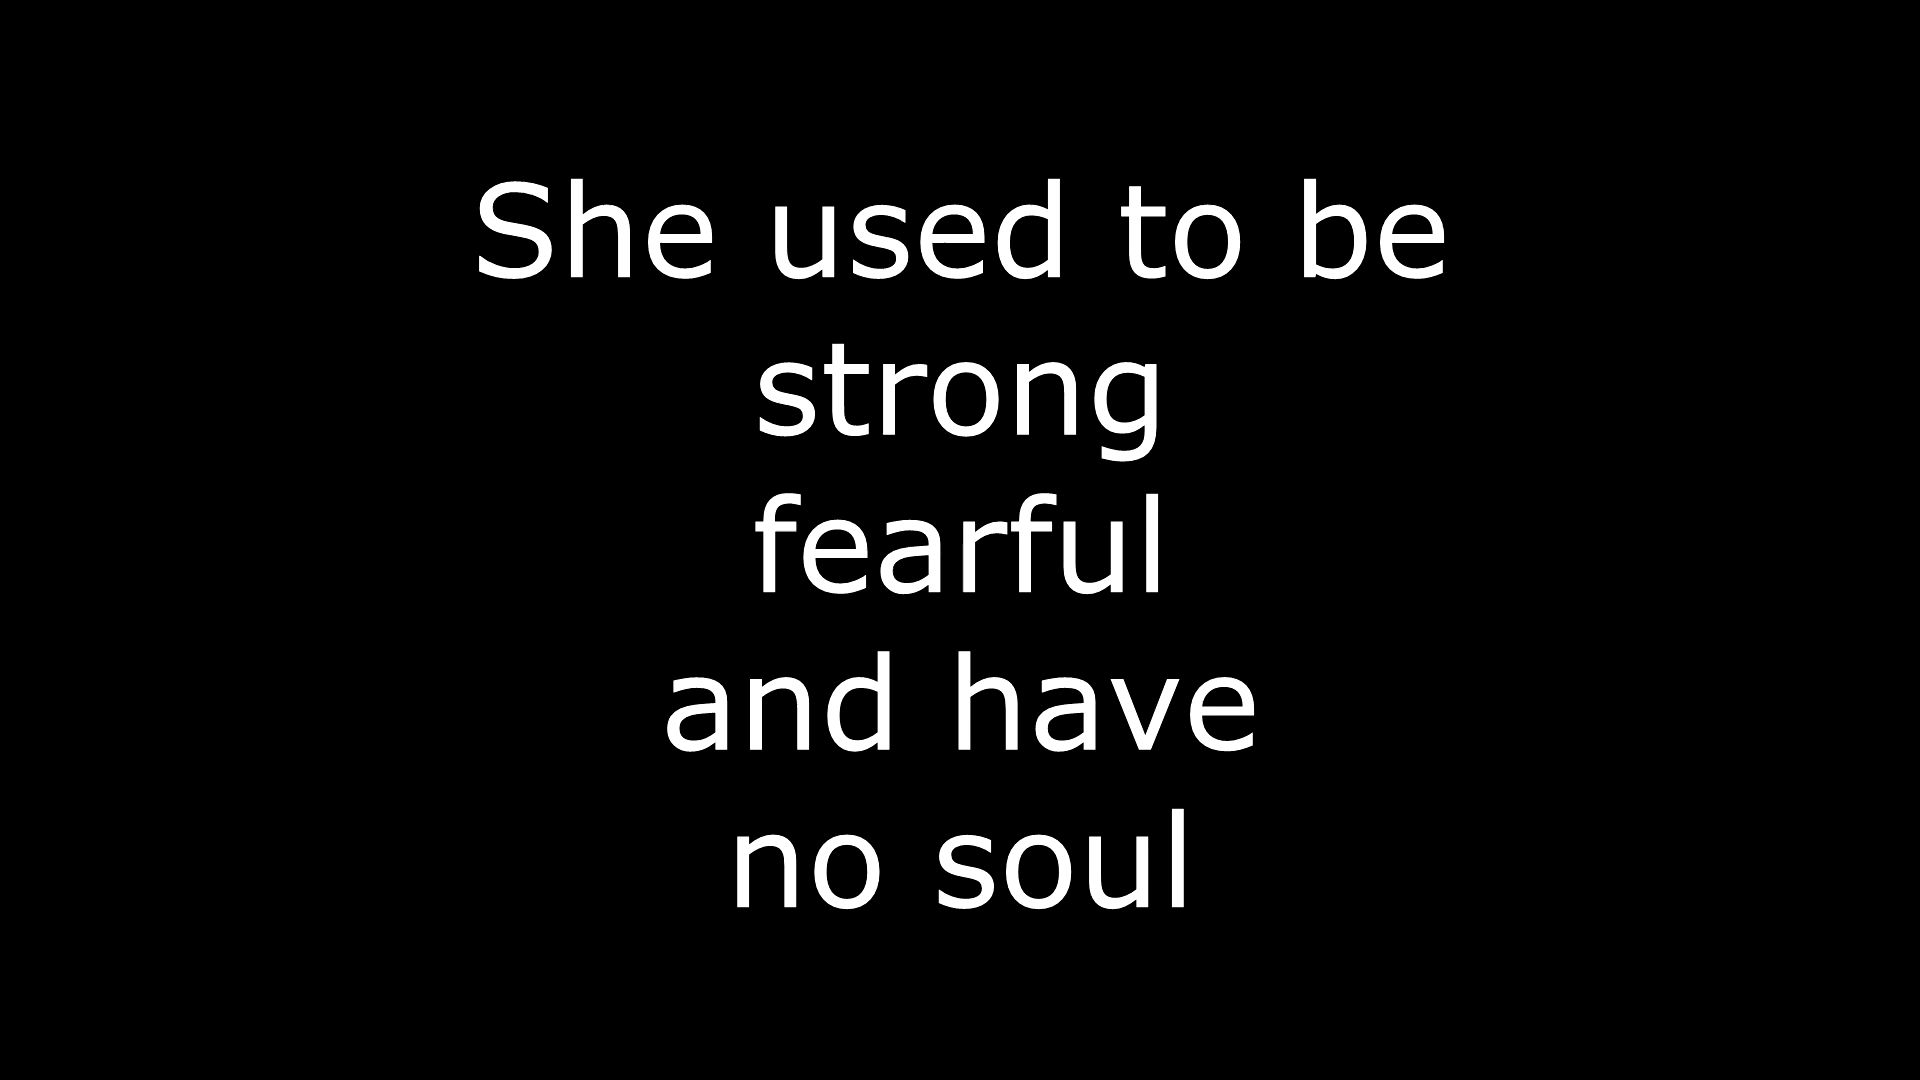 She used to be
strong
fearful
and have
no soul